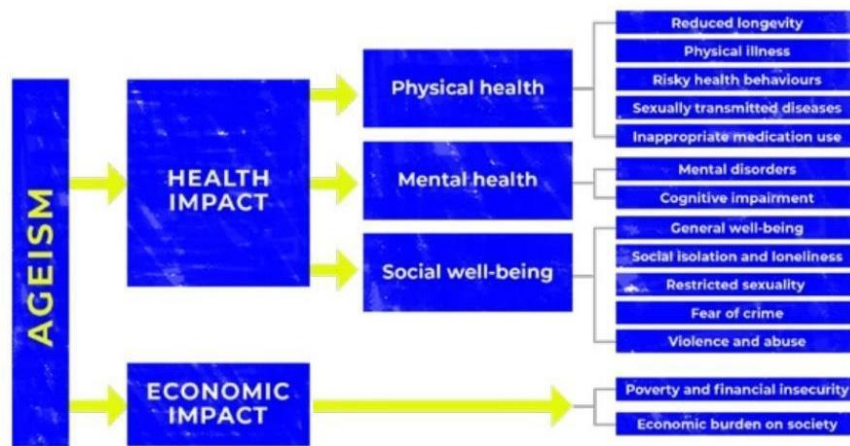 AGEISM
HEALTH
IMPACT
Physical health
Reduced longevity
Physical illness
Risky health behaviours
Sexually transmitted diseases
Inappropriate medication use
Mental health
Mental disorders
Cognitive impairment
Social well-being
General well-being
Social isolation and loneliness
Restricted sexuality
Fear of crime
Violence and abuse
ECONOMIC
IMPACT
Poverty and financial insecurity
Economic burden on society